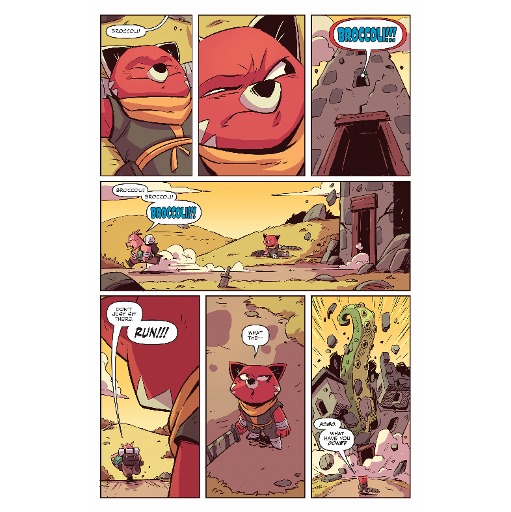 BROCCOLI!
BROCCOLI!!!
BROCCOLI!
BROCCOLI!
BROCCOLI!!!
DON'T
JUST SIT
THERE.
RUN!!!
WHAT
THE--
WHAT
HAVE YOU
DONE?